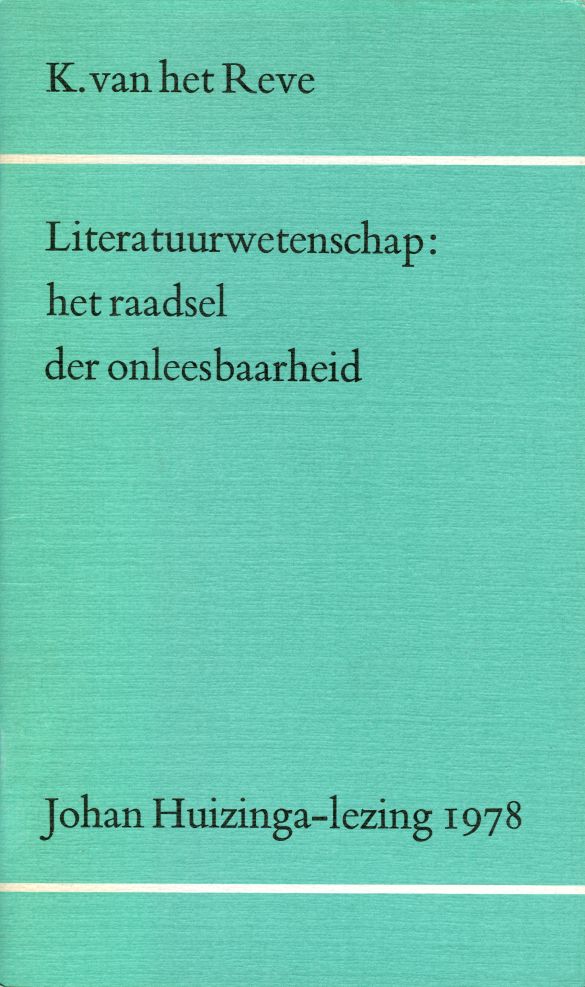 K. van het Reve
Literatuurwetenschap:
het raadsel
der onleesbaarheid
Johan Huizinga-lezing 1978